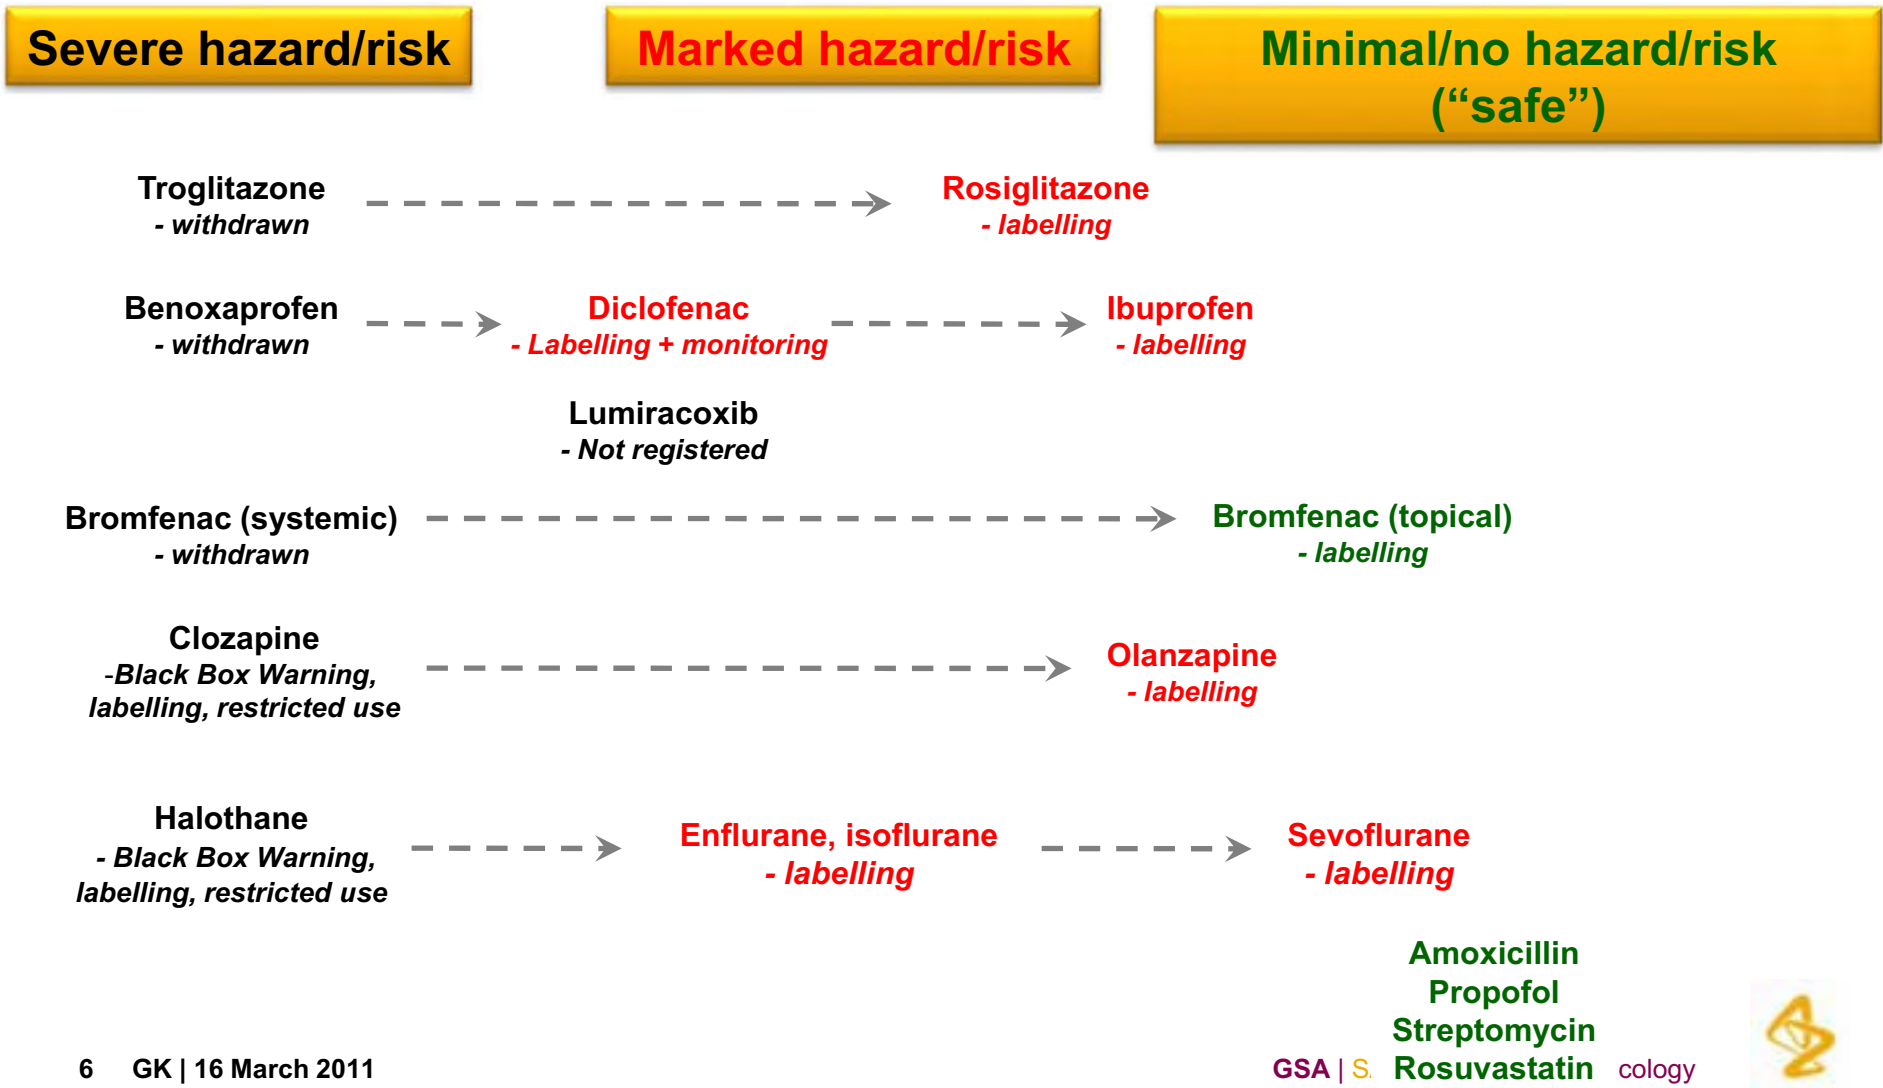 Severe hazard/risk
Marked hazard/risk
Minimal/no hazard/risk
(“safe”)
Troglitazone
- withdrawn
Rosiglitazone
- labelling
Benoxaprofen
- withdrawn
Diclofenac
- Labelling + monitoring
Ibuprofen
- labelling
Lumiracoxib
- Not registered
Bromfenac (systemic)
- withdrawn
Bromfenac (topical)
- labelling
Clozapine
-Black Box Warning,
labelling, restricted use
Olanzapine
- labelling
Halothane
- Black Box Warning,
labelling, restricted use
Enflurane, isoflurane
- labelling
Sevoflurane
- labelling
Amoxicillin
Propofol
Streptomycin
Rosuvastatin
6 GK | 16 March 2011
GSA | S cology